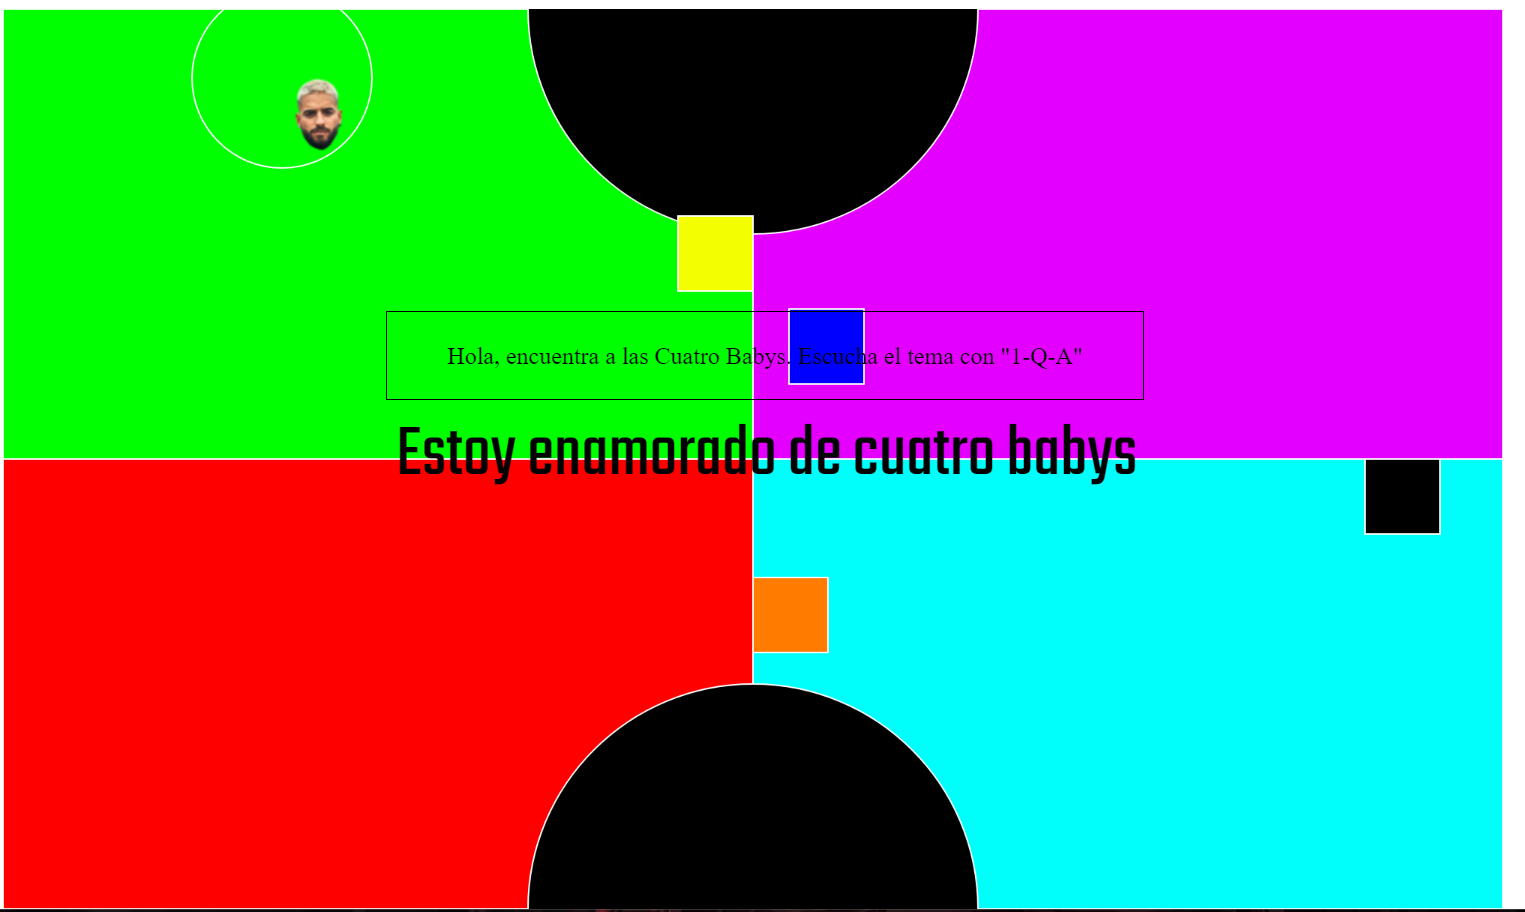 Hola, encuentra a las Cuatro Babys. Escucha el tema con "1-Q-A"
Estoy enamorado de cuatro babys